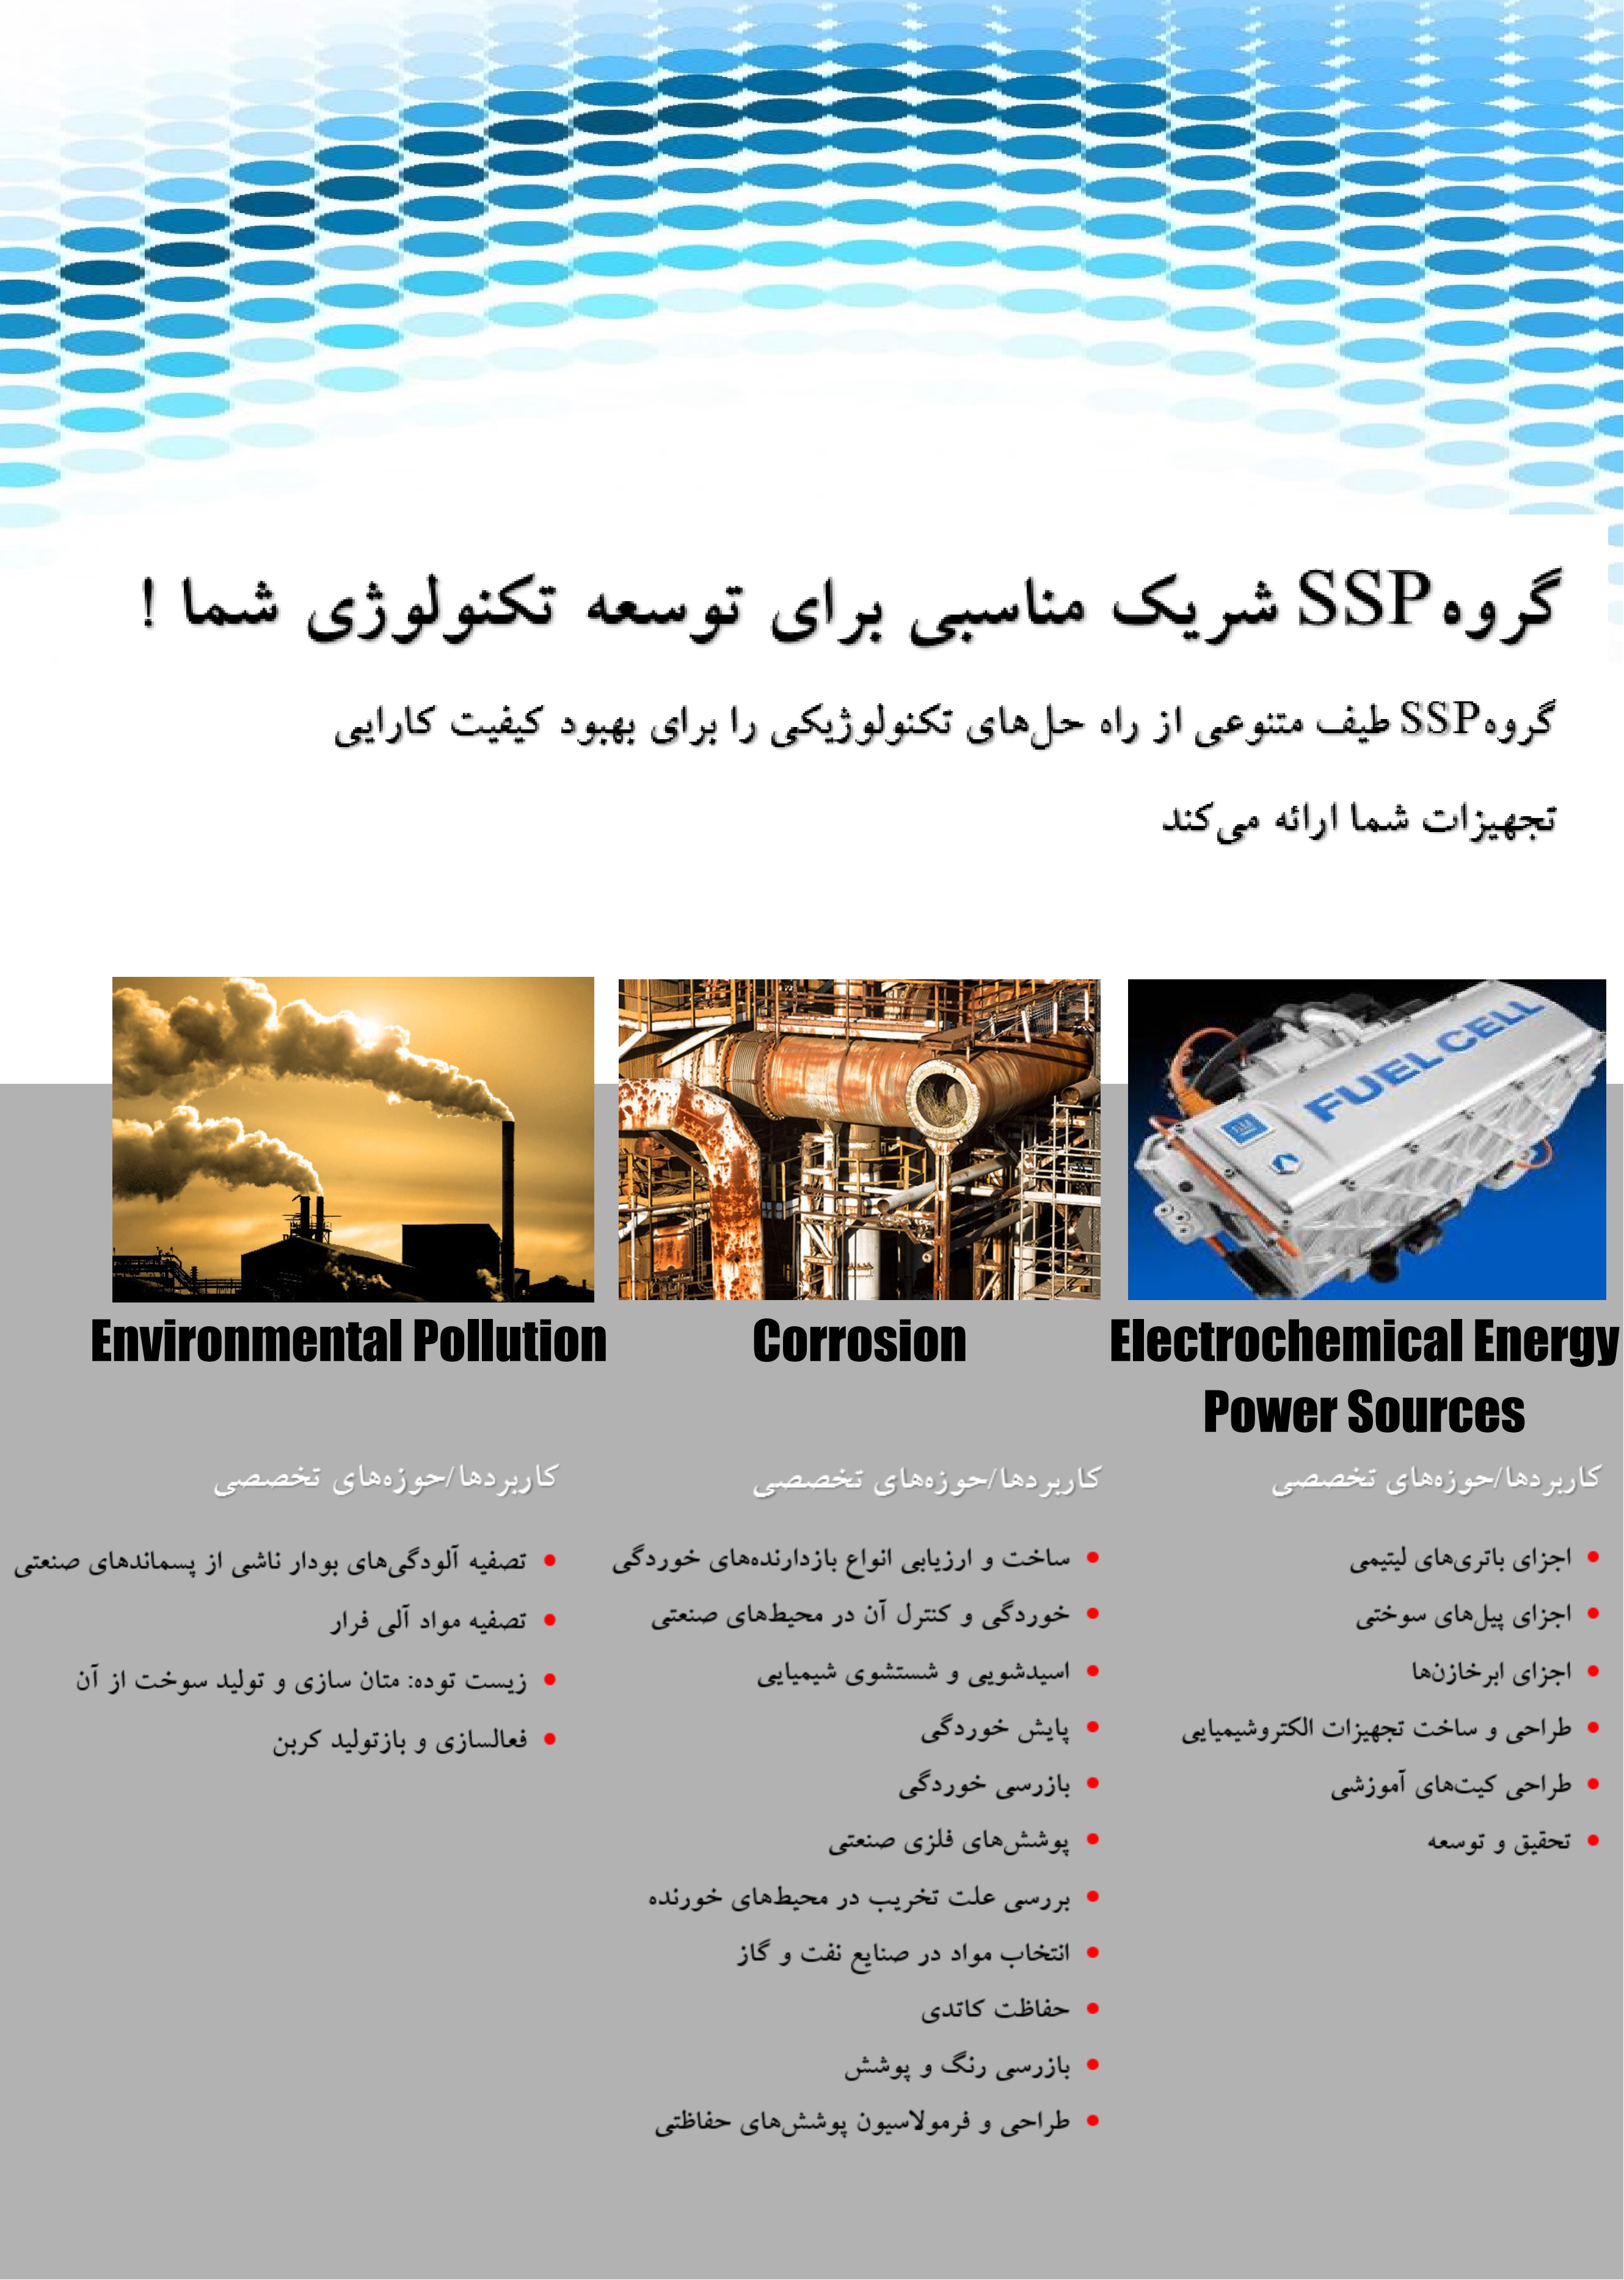 گروه SSP شریک مناسبی برای توسعه تکنولوژی شما !
گروه SSP طیف متنوعی از راه حل‌های تکنولوژیکی را برای بهبود کیفیت کارایی
تجهیزات شما ارائه می‌کند
FUEL CELL
Electrochemical Energy
Power Sources
کاربردها/حوزه‌های تخصصی
اجزای باتری‌های لیتیمی
اجزای پیل‌های سوختی
اجزای ابرخازن‌ها
طراحی و ساخت تجهیزات الکتروشیمیایی
طراحی کیت‌های آموزشی
تحقیق و توسعه
Corrosion
کاربردها/حوزه‌های تخصصی
ساخت و ارزیابی انواع بازدارنده‌های خوردگی
خوردگی و کنترل آن در محیط‌های صنعتی
اسیدشویی و شستشوی شیمیایی
پایش خوردگی
بازرسی خوردگی
پوشش‌های فلزی صنعتی
بررسی علت تخریب در محیط‌های خورنده
انتخاب مواد در صنایع نفت و گاز
حفاظت کاتدی
بازرسی رنگ و پوشش
طراحی و فرمولاسیون پوشش‌های حفاظتی
Environmental Pollution
کاربردها/حوزه‌های تخصصی
تصفیه آلودگی‌های بودار ناشی از پسماندهای صنعتی
تصفیه مواد آلی فرار
زیست توده: متان سازی و تولید سوخت از آن
فعالسازی و بازتولید کربن